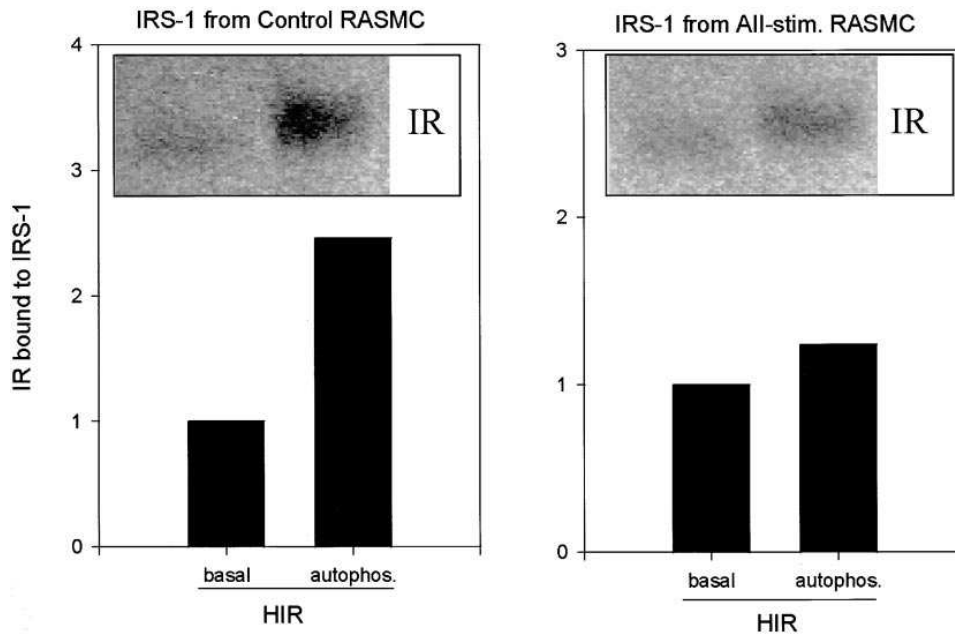 IRS-1 from Control RASMC
4
3
2
1
0
IR bound to IRS-1
IR
basal autophos.
HIR
IRS-1 from AII-stim. RASMC
3
2
1
0
IR
basal autophos.
HIR